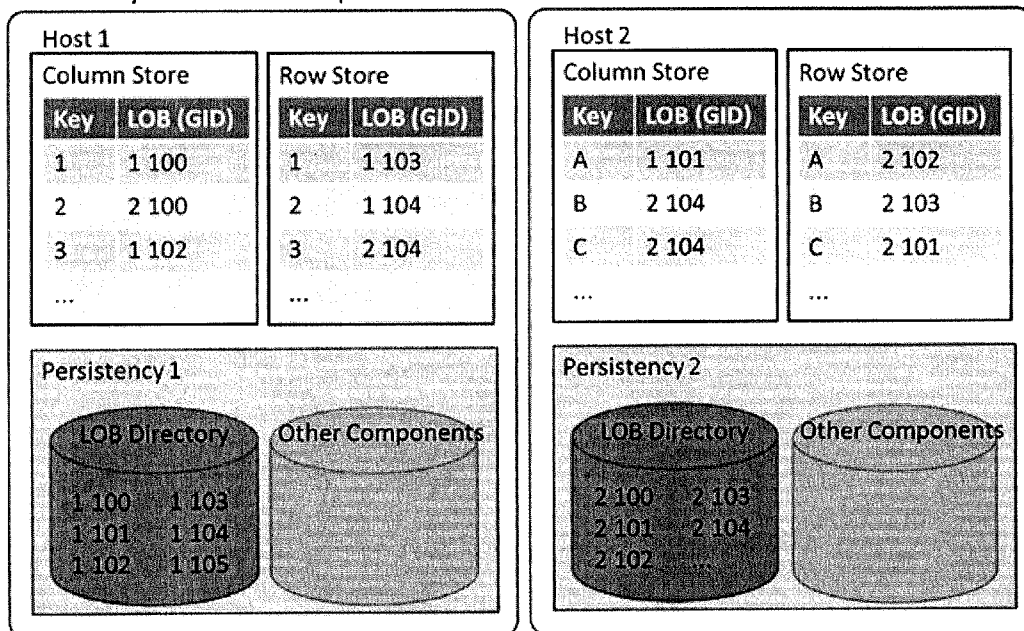 Host 1
Column Store
Key LOB (GID)
1 1 100
2 2 100
3 1 102
...
Row Store
Key LOB (GID)
1 1 103
2 1 104
3 2 104
...
Persistency 1
LOB Directory
1 100 1 103
1 101 1 104
1 102 1 105
Other Components
Host 2
Column Store
Key LOB (GID)
A 1 101
B 2 104
C 2 104
...
Row Store
Key LOB (GID)
A 2 102
B 2 103
C 2 101
...
Persistency 2
LOB Directory
2 100 2 103
2 101 2 104
2 102 ...
Other Components